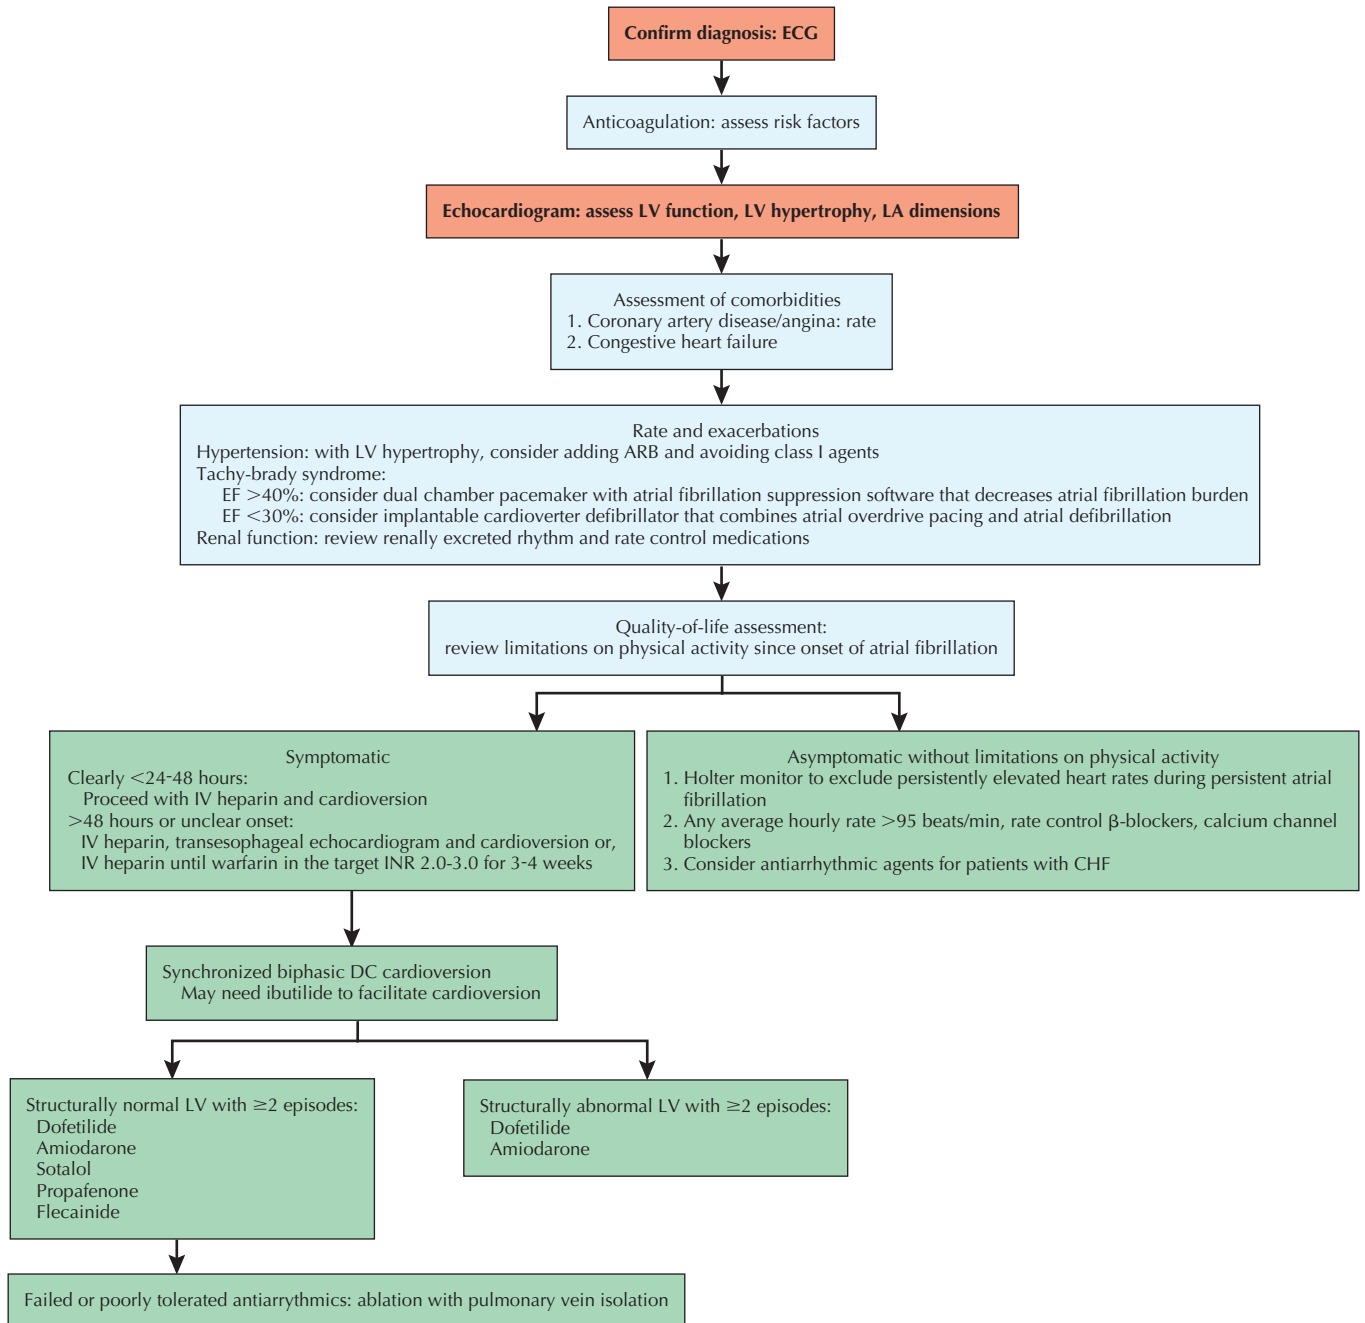 Confirm diagnosis: ECG
Anticoagulation: assess risk factors
Echocardiogram: assess LV function, LV hypertrophy, LA dimensions
Assessment of comorbidities
1. Coronary artery disease/angina: rate
2. Congestive heart failure
Rate and exacerbations
Hypertension: with LV hypertrophy, consider adding ARB and avoiding class I agents
Tachy-brady syndrome:
EF >40%: consider dual chamber pacemaker with atrial fibrillation suppression software that decreases atrial fibrillation burden
EF <30%: consider implantable cardioverter defibrillator that combines atrial overdrive pacing and atrial defibrillation
Renal function: review renally excreted rhythm and rate control medications
Quality-of-life assessment:
review limitations on physical activity since onset of atrial fibrillation
Symptomatic
Clearly <24-48 hours:
Proceed with IV heparin and cardioversion
>48 hours or unclear onset:
IV heparin, transesophageal echocardiogram and cardioversion or,
IV heparin until warfarin in the target INR 2.0-3.0 for 3-4 weeks
Asymptomatic without limitations on physical activity
1. Holter monitor to exclude persistently elevated heart rates during persistent atrial
fibrillation
2. Any average hourly rate >95 beats/min, rate control β-blockers, calcium channel
blockers
3. Consider antiarrhythmic agents for patients with CHF
Synchronized biphasic DC cardioversion
May need ibutilide to facilitate cardioversion
Structurally normal LV with ≥2 episodes:
Dofetilide
Amiodarone
Sotalol
Propafenone
Flecainide
Structurally abnormal LV with ≥2 episodes:
Dofetilide
Amiodarone
Failed or poorly tolerated antiarrythmics: ablation with pulmonary vein isolation